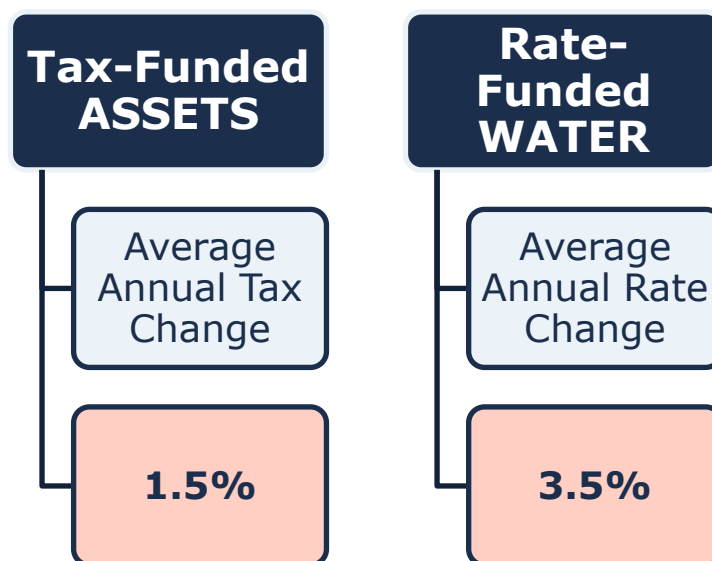 Tax-Funded
ASSETS
Average
Annual Tax
Change
1.5%
Rate-
Funded
WATER
Average
Annual Rate
Change
3.5%